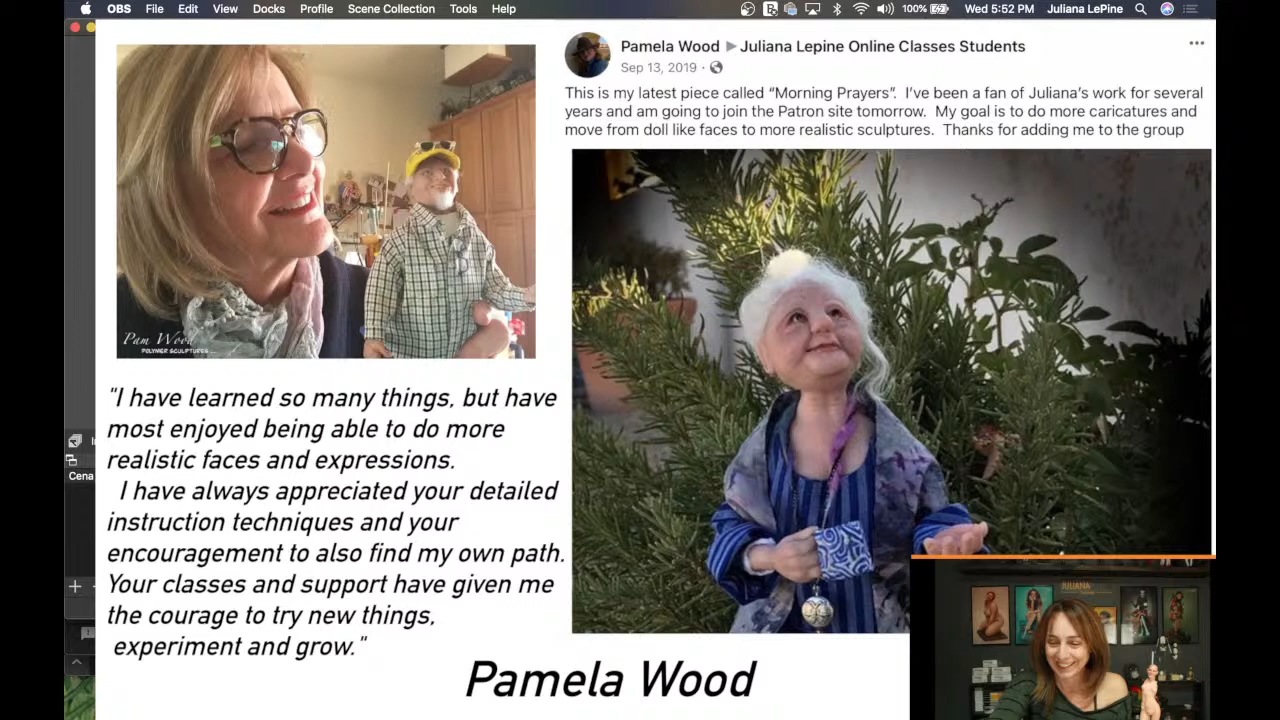 OBS File Edit View Docks Profile Scene Collection Tools Help 100% Wed 5:52 PM Juliana LePine
Pamela Wood ▶ Juliana Lepine Online Classes Students
Sep 13, 2019 ·
This is my latest piece called “Morning Prayers”. I’ve been a fan of Juliana’s work for several
years and am going to join the Patron site tomorrow. My goal is to do more caricatures and
move from doll like faces to more realistic sculptures. Thanks for adding me to the group
Pam Wood
POLYMER SCULPTURES
"I have learned so many things, but have
most enjoyed being able to do more
realistic faces and expressions.
I have always appreciated your detailed
instruction techniques and your
encouragement to also find my own path.
Your classes and support have given me
the courage to try new things,
experiment and grow."
Pamela Wood
Cena
JULIANA